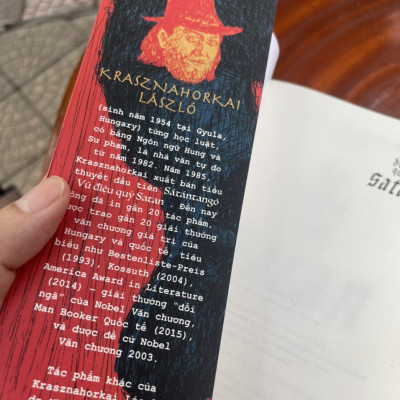 KRASZNAHORKAI
LÁSZLÓ
(sinh năm 1954 tại Gyula,
Hungary) từng học luật,
có bằng Ngôn ngữ Hung và
Sư phạm, là nhà văn tự do
từ năm 1982. Năm 1985,
Krasznahorkai xuất bản tiểu
thuyết đầu tiên Sátántangó
- Vũ điệu quỷ Satan -. Đến nay
ông đã in gần 20 tác phẩm,
được trao gần 20 giải thưởng
văn chương giá trị của
Hungary và quốc tế, tiêu
biểu như Bestenliste-Preis
(1993), Kossuth (2004),
America Award in Literature
(2014) – giải thưởng "đối
ngã" của Nobel Văn chương,
Man Booker Quốc tế (2015),
và được đề cử Nobel
Văn chương 2003.
Tác phẩm khác của